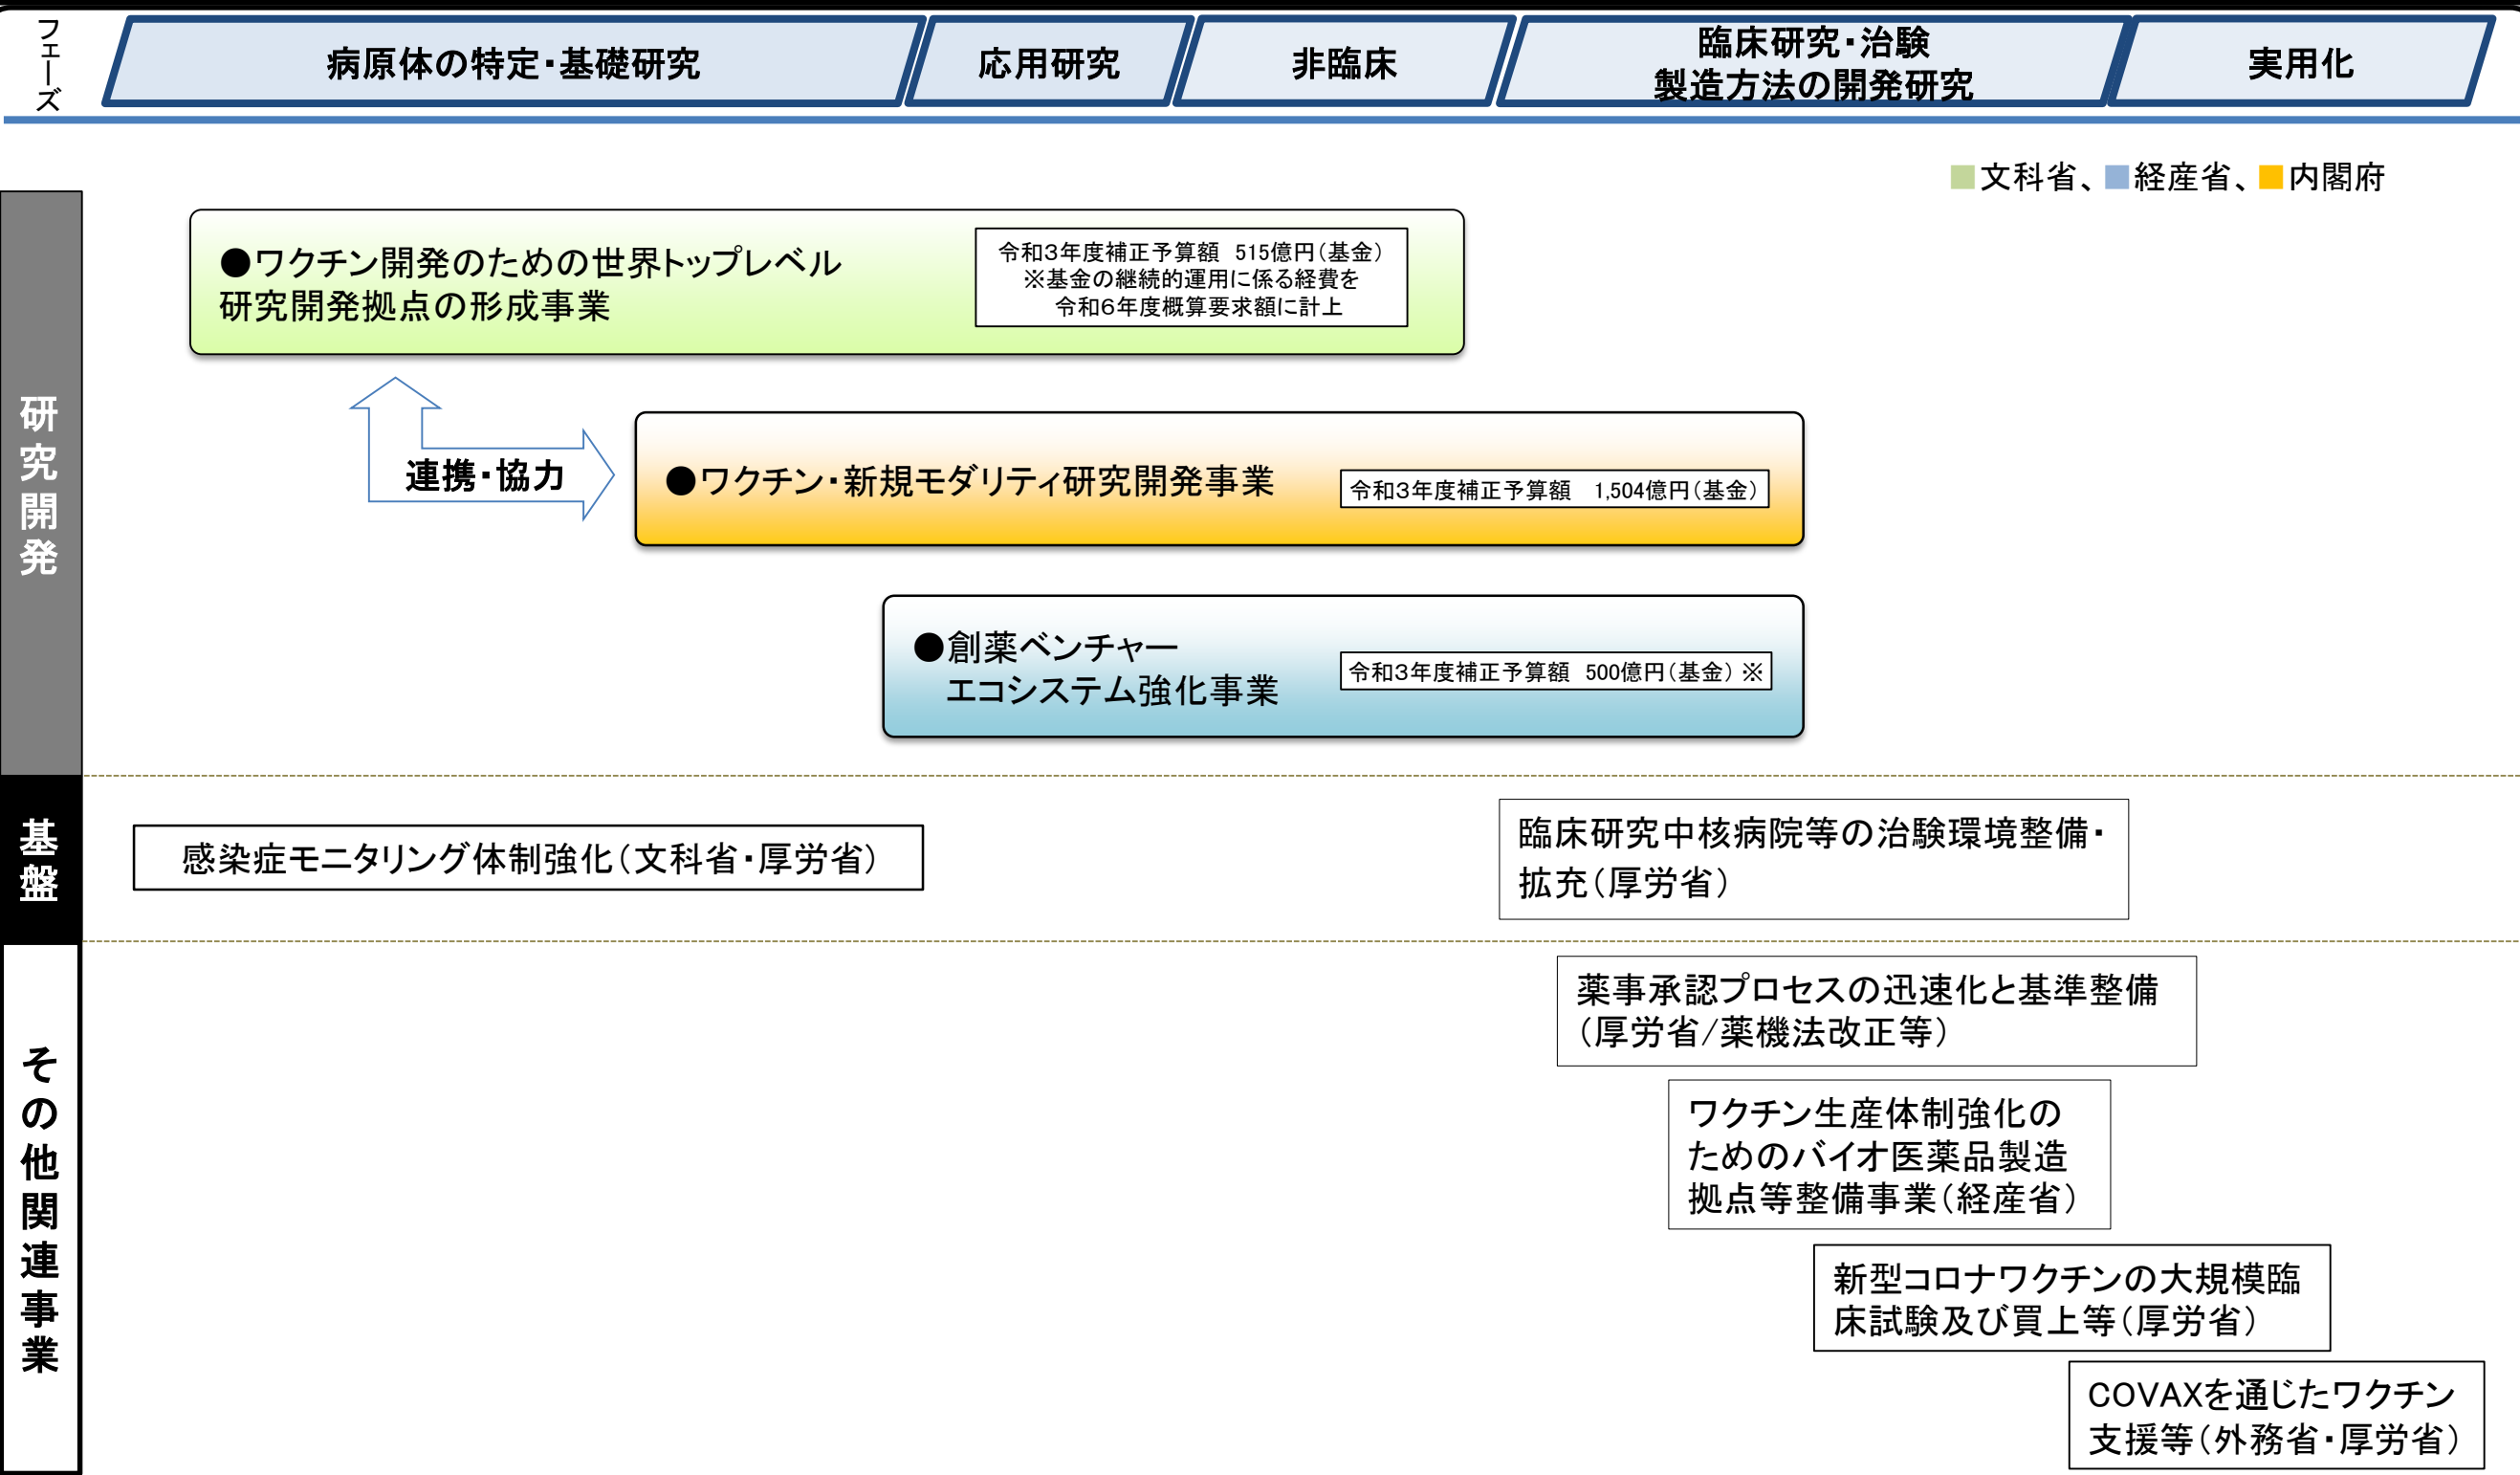 フェーズ
病原体の特定・基礎研究
応用研究
非臨床
臨床研究・治験
製造方法の開発研究
実用化
■文科省、■経産省、■内閣府
研究開発
●ワクチン開発のための世界トップレベル
研究開発拠点の形成事業
令和3年度補正予算額 515億円（基金）
※基金の継続的運用に係る経費を
令和6年度概算要求額に計上
連携・協力
●ワクチン・新規モダリティ研究開発事業
令和3年度補正予算額 1,504億円（基金）
●創薬ベンチャー
エコシステム強化事業
令和3年度補正予算額 500億円（基金）※
基盤
感染症モニタリング体制強化（文科省・厚労省）
臨床研究中核病院等の治験環境整備・
拡充（厚労省）
その他関連事業
薬事承認プロセスの迅速化と基準整備
（厚労省/薬機法改正等）
ワクチン生産体制強化の
ためのバイオ医薬品製造
拠点等整備事業（経産省）
新型コロナワクチンの大規模臨
床試験及び買上等（厚労省）
COVAXを通じたワクチン
支援等（外務省・厚労省）